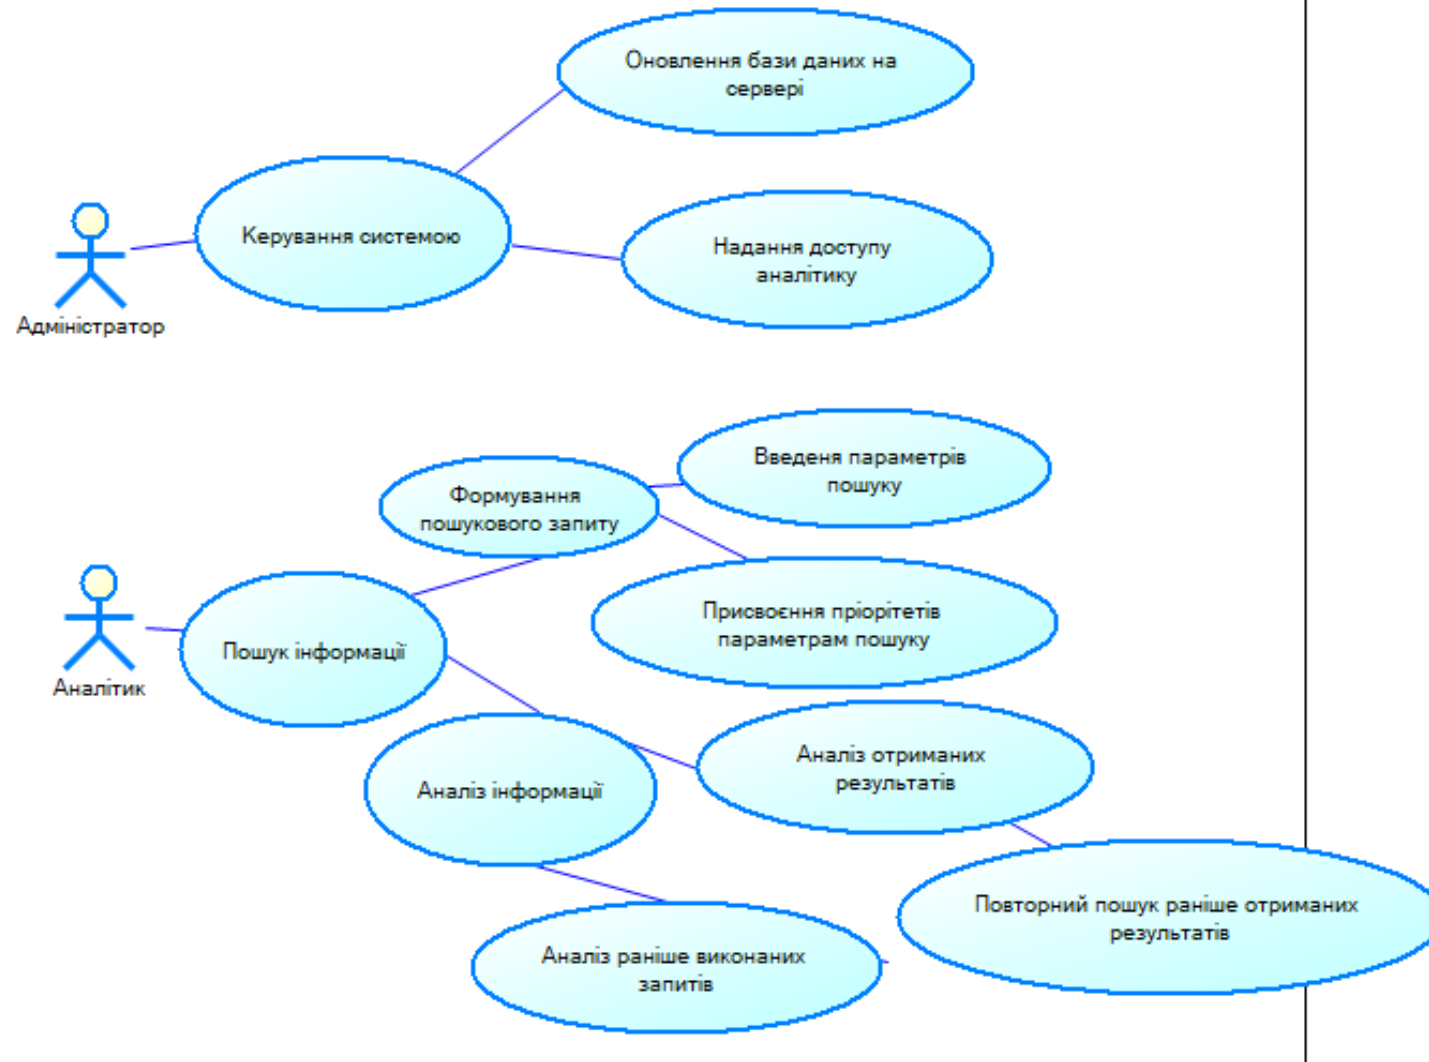 Оновлення бази даних на
сервері
Керування системою
Надання доступу
аналітику
Адміністратор
Введеня параметрів
пошуку
Формування
пошукового запиту
Присвоєння пріорітетів
параметрам пошуку
Пошук інформації
Аналітик
Аналіз отриманих
результатів
Аналіз інформації
Повторний пошук раніше отриманих
результатів
Аналіз раніше виконаних
запитів